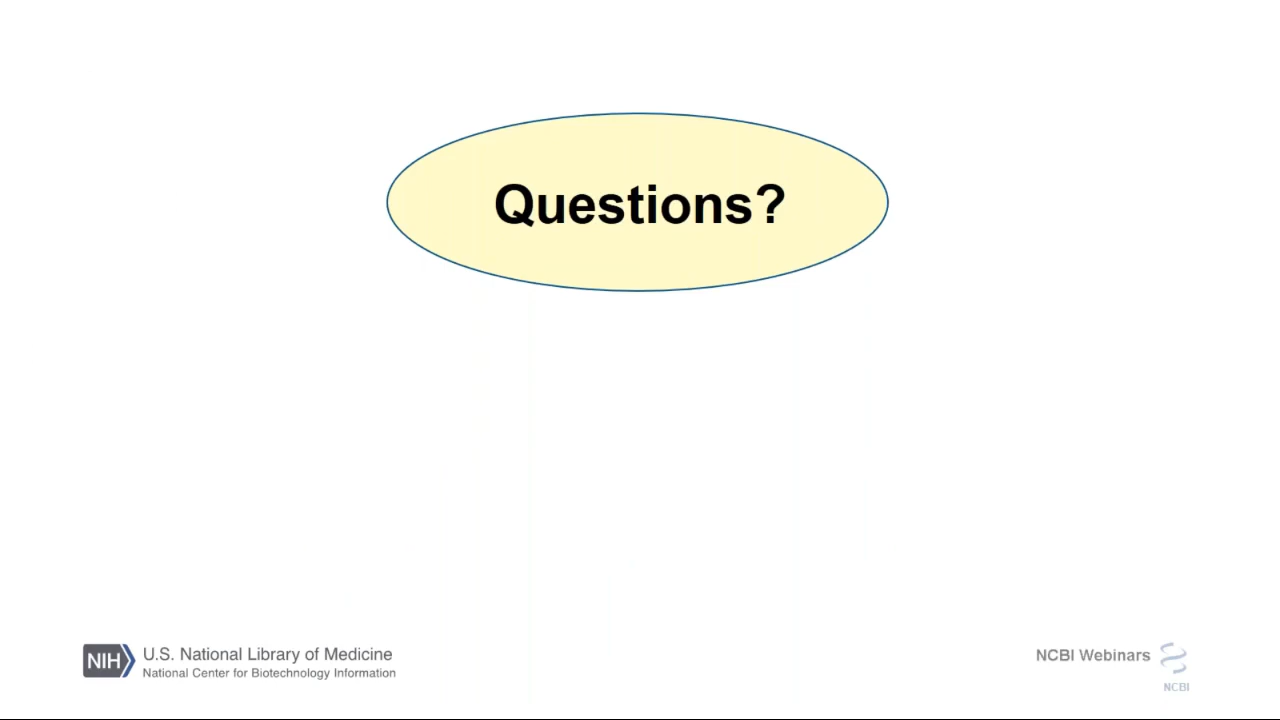 Questions?
NIH
U.S. National Library of Medicine
National Center for Biotechnology Information
NCBI Webinars
NCBI